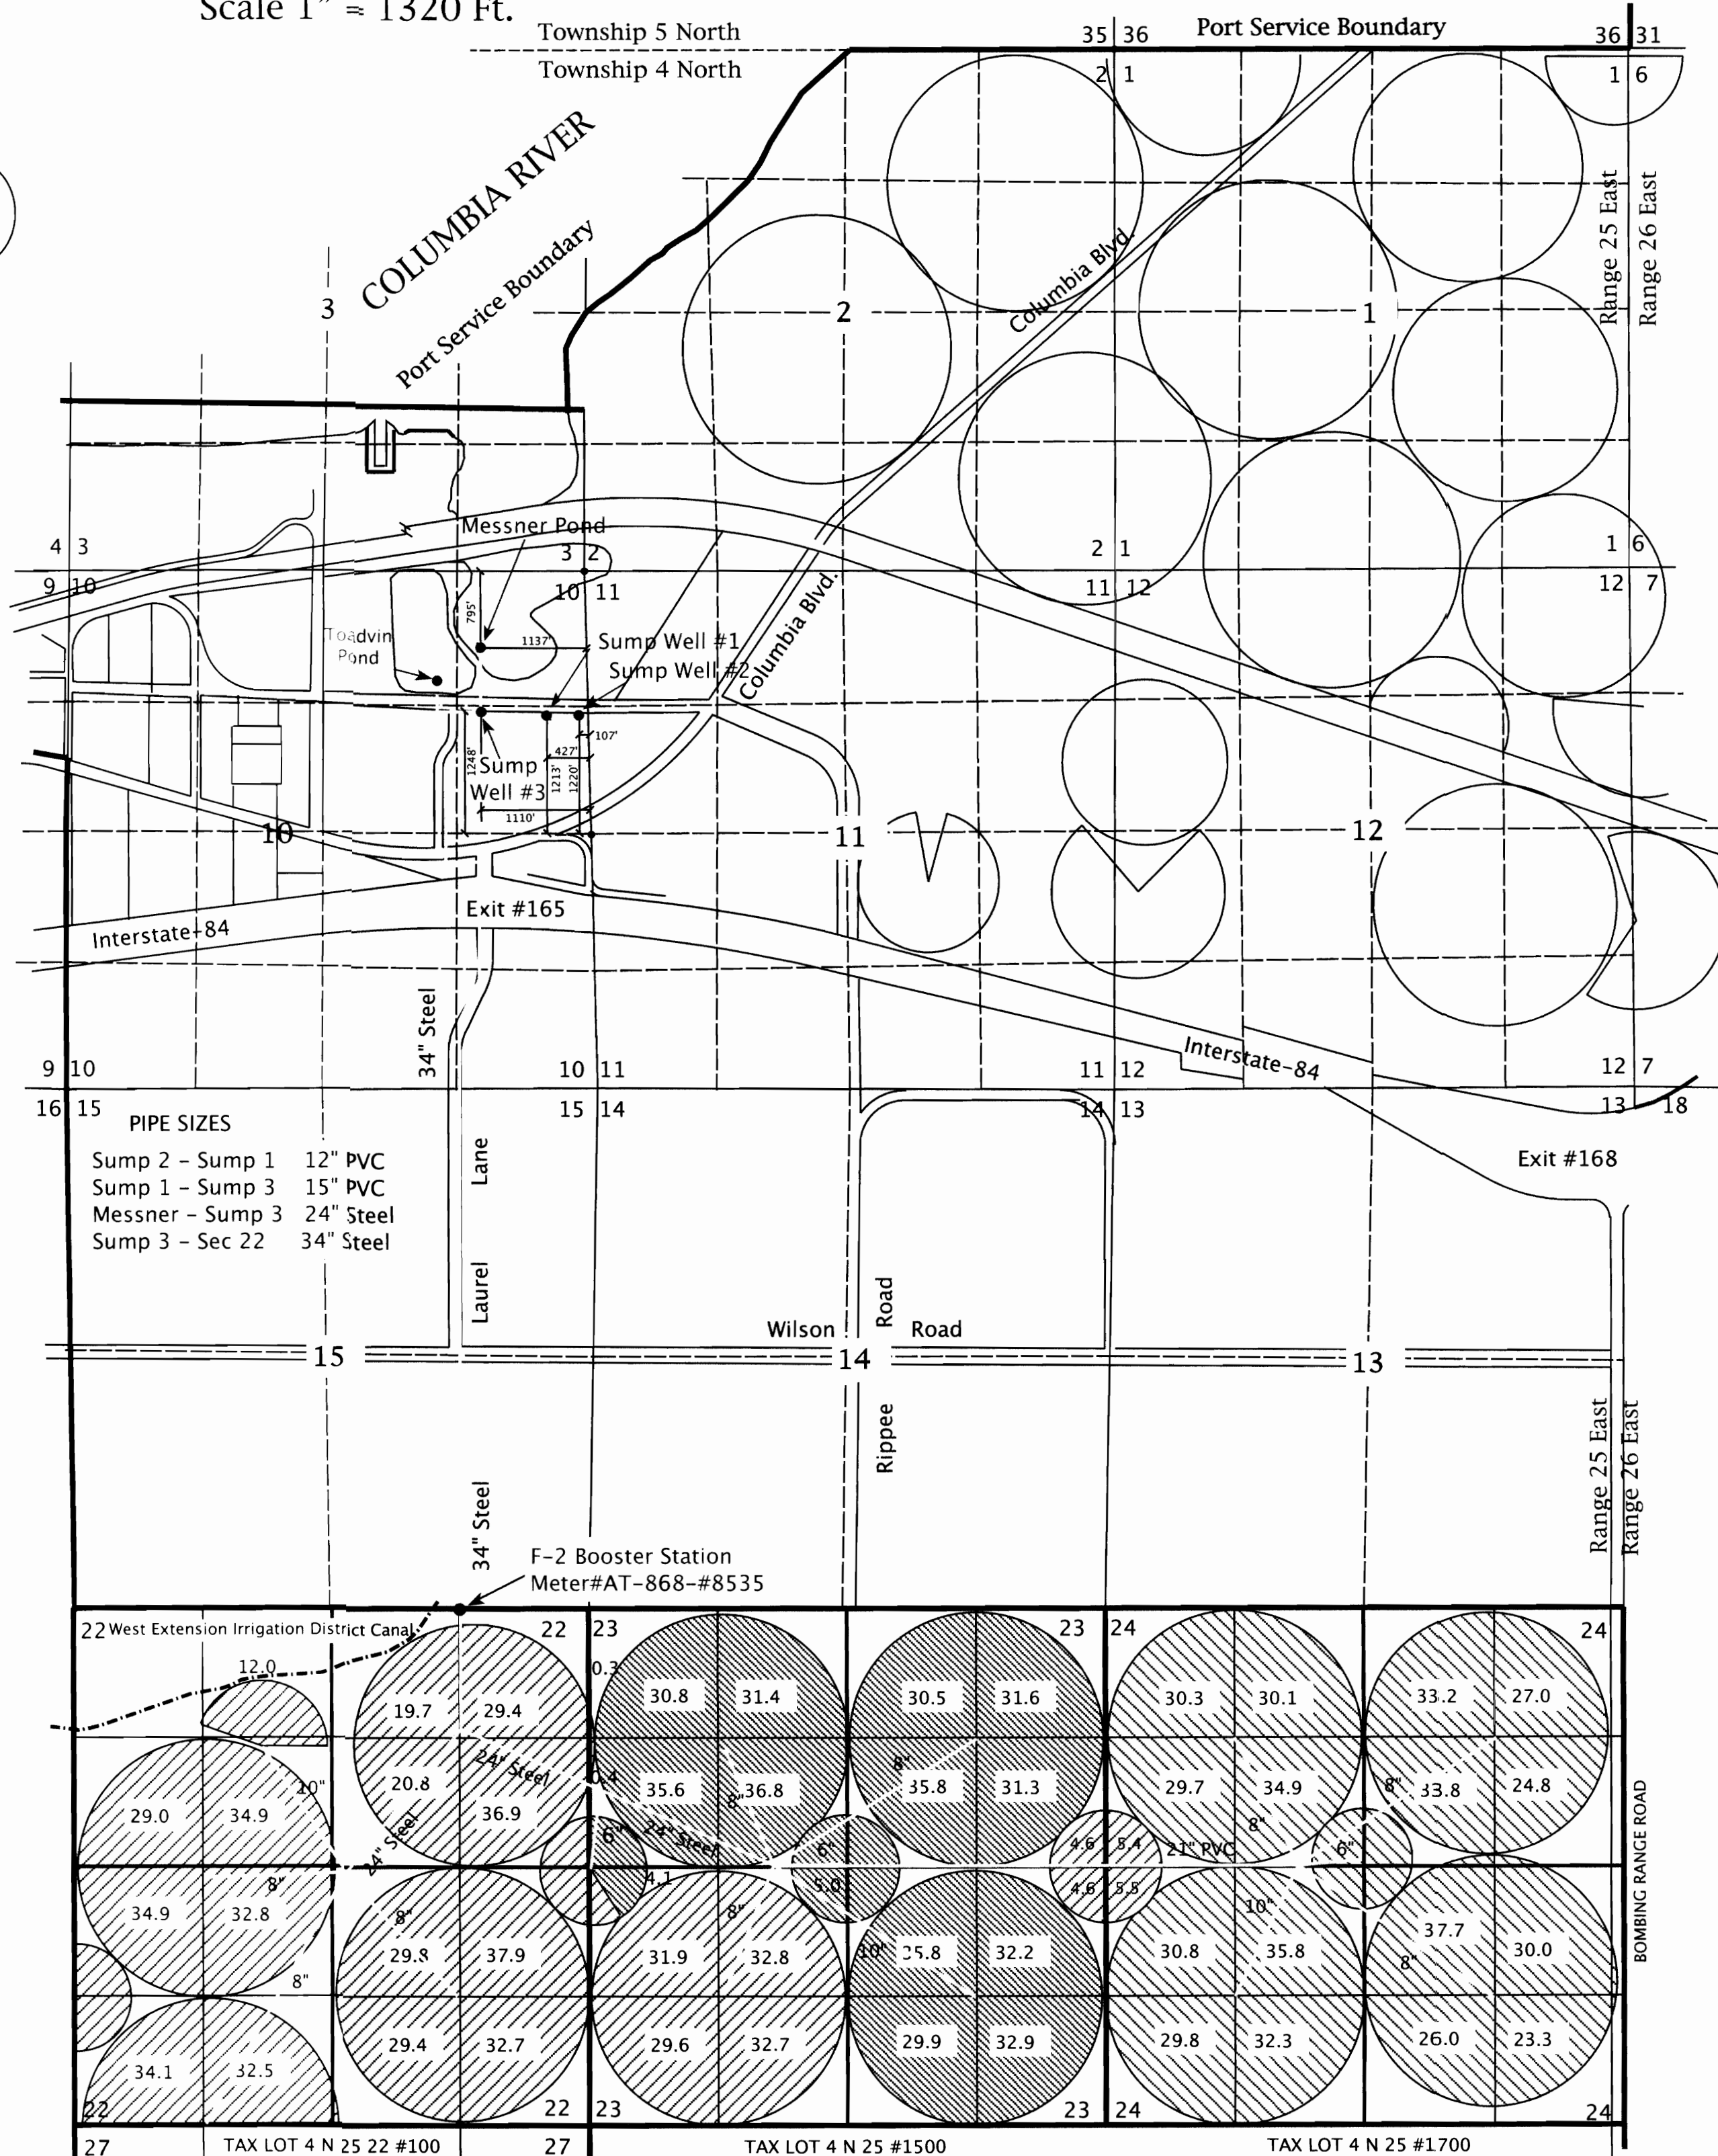 Scale 1" = 1320 Ft.
Township 5 North
Township 4 North
35 36
Port Service Boundary
36 31
2 1
1 6
COLUMBIA RIVER
Port Service Boundary
Range 25 East
Range 26 East
Columbia Blvd.
3
2
1
Messner Pond
4 3
3 2
2 1
1 6
9 10
10 11
11 12
12 7
795'
1137'
Toadvin
Pond
Sump Well #1
Sump Well #2
Columbia Blvd.
107'
427'
1248'
1213'
1220'
Sump
Well #3
1110'
10
11
12
Exit #165
Interstate-84
34" Steel
Interstate-84
9 10
10 11
11 12
12 7
16 15
15 14
14 13
13 18
PIPE SIZES
Sump 2 - Sump 1 12" PVC
Sump 1 - Sump 3 15" PVC
Messner - Sump 3 24" Steel
Sump 3 - Sec 22 34" Steel
Lane
Laurel
Exit #168
Road
Wilson Road
15
14
13
Rippee
Range 25 East
Range 26 East
34" Steel
F-2 Booster Station
Meter#AT-868-#8535
22 West Extension Irrigation District Canal
22 23
23 24
24
12.0
0.3
19.7 29.4
30.8 31.4
30.5 31.6
30.3 30.1
33.2 27.0
24" Steel
0.4
8"
10"
20.8
36.9
35.6 36.8
8"
35.8 31.3
29.7 34.9
8"
33.8 24.8
29.0 34.9
24" Steel
6"
24" Steel
6"
4.6 5.4
21" PVC
8"
6"
8"
4.1
5.0
4.6 5.5
34.9 32.8
8"
8"
10"
10"
8"
29.8 37.9
31.9 32.8
32.2
30.8 35.8
37.7
30.0
8"
29.4 32.7
29.6 32.7
29.9 32.9
29.8 32.3
26.0 23.3
34.1 32.5
BOMBING RANGE ROAD
22
22 23
23 24
24
27
TAX LOT 4 N 25 22 #100
27
TAX LOT 4 N 25 #1500
TAX LOT 4 N 25 #1700